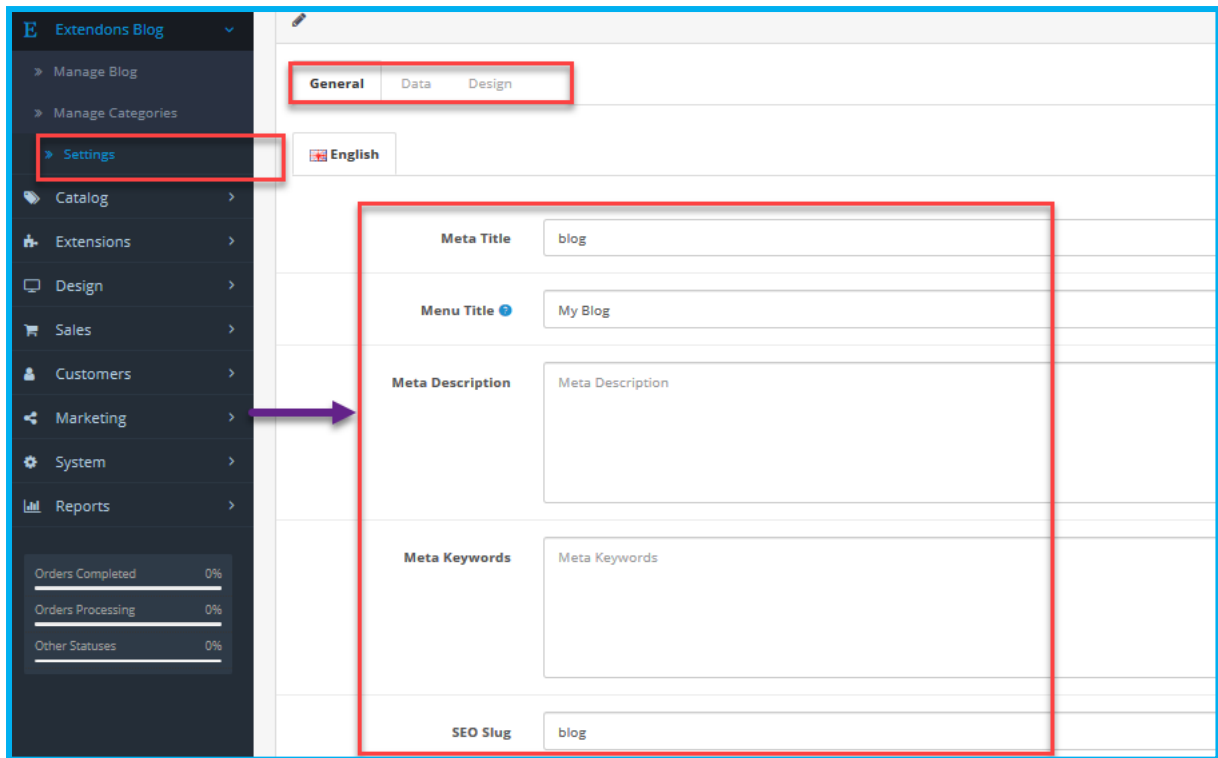 E Extendons Blog
» Manage Blog
» Manage Categories
» Settings
Catalog
Extensions
Design
Sales
Customers
Marketing
System
Reports
Orders Completed 0%
Orders Processing 0%
Other Statuses 0%
General Data Design
English
Meta Title blog
Menu Title ? My Blog
Meta Description Meta Description
Meta Keywords Meta Keywords
SEO Slug blog